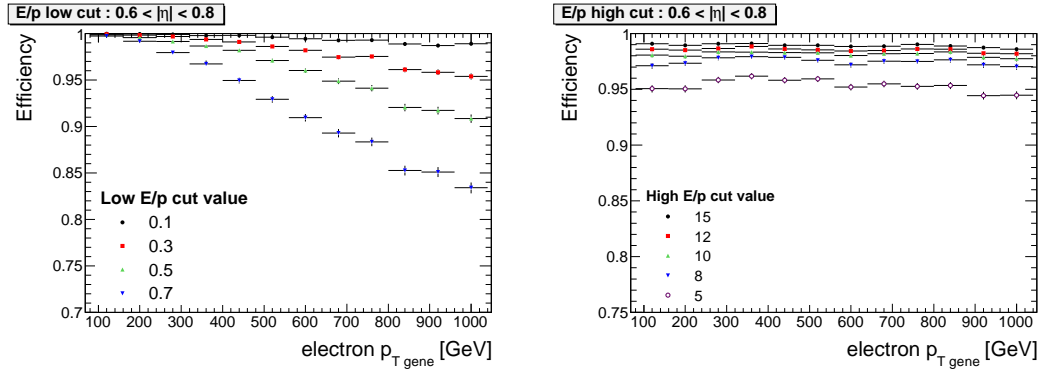 E/p low cut : 0.6 < |η| < 0.8
Efficiency
1
0.95
0.9
0.85
0.8
0.75
0.7
Low E/p cut value
0.1
0.3
0.5
0.7
100 200 300 400 500 600 700 800 900 1000
electron p_T gene [GeV]
E/p high cut : 0.6 < |η| < 0.8
Efficiency
1
0.95
0.9
0.85
0.8
0.75
High E/p cut value
15
12
10
8
5
100 200 300 400 500 600 700 800 900 1000
electron p_T gene [GeV]